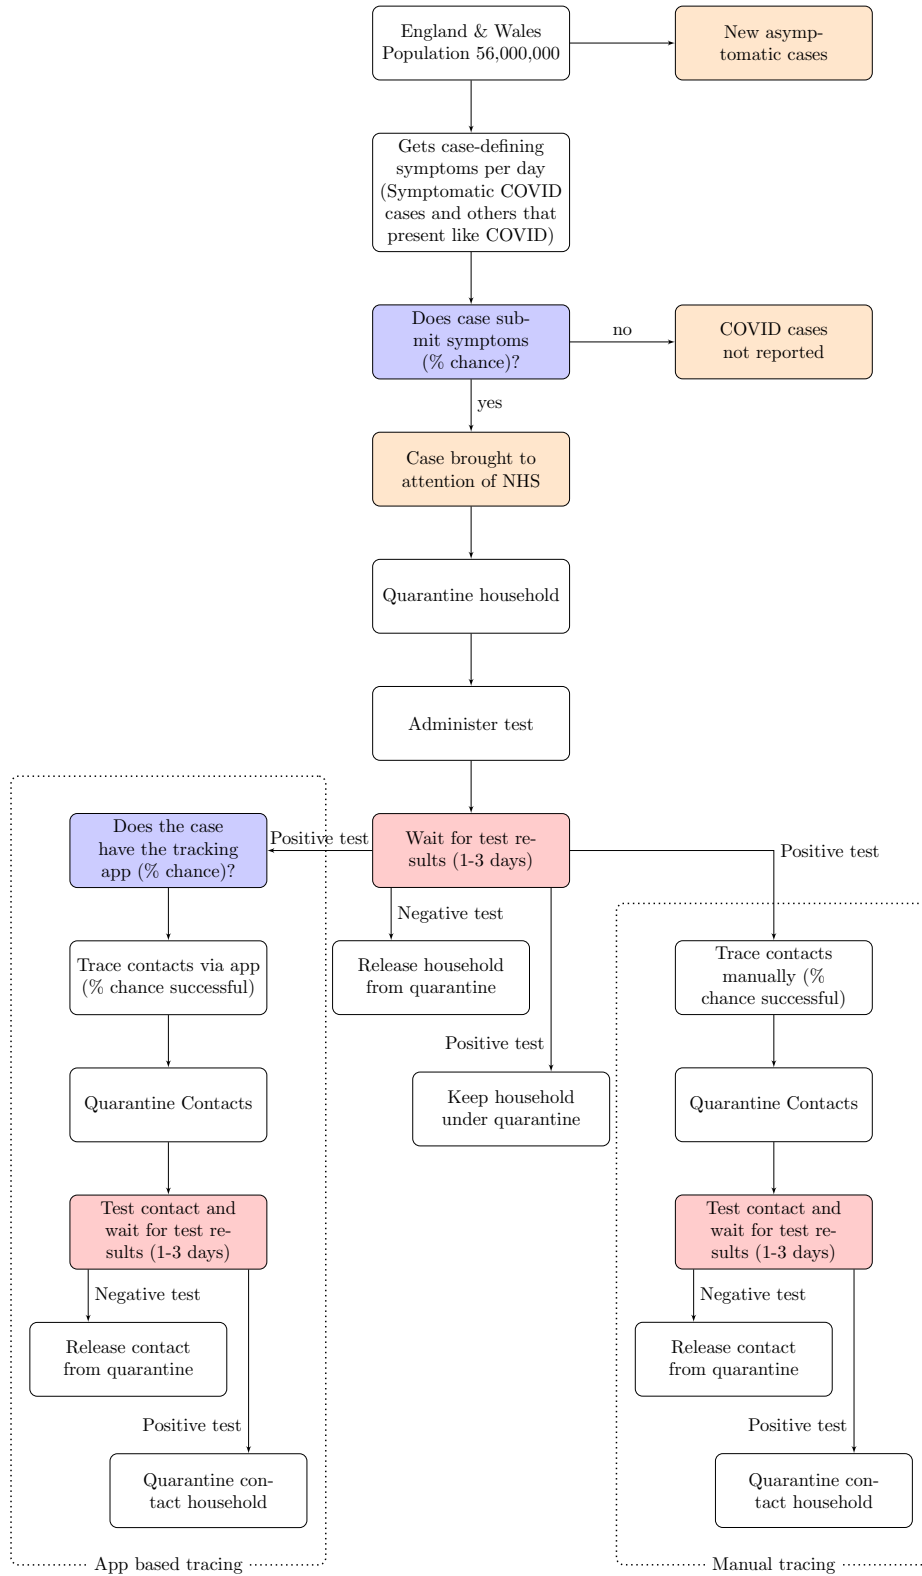 England & Wales
Population 56,000,000
New asymp-
tomatic cases
Gets case-defining
symptoms per day
(Symptomatic COVID
cases and others that
present like COVID)
Does case sub-
mit symptoms
(% chance)?
no
COVID cases
not reported
yes
Case brought to
attention of NHS
Quarantine household
Administer test
Does the case
have the tracking
app (% chance)?
Positive test
Wait for test re-
sults (1-3 days)
Positive test
Negative test
Trace contacts via app
(% chance successful)
Release household
from quarantine
Trace contacts
manually (%
chance successful)
Positive test
Quarantine Contacts
Keep household
under quarantine
Quarantine Contacts
Test contact and
wait for test re-
sults (1-3 days)
Test contact and
wait for test re-
sults (1-3 days)
Negative test
Negative test
Release contact
from quarantine
Release contact
from quarantine
Positive test
Positive test
Quarantine con-
tact household
Quarantine con-
tact household
App based tracing
Manual tracing